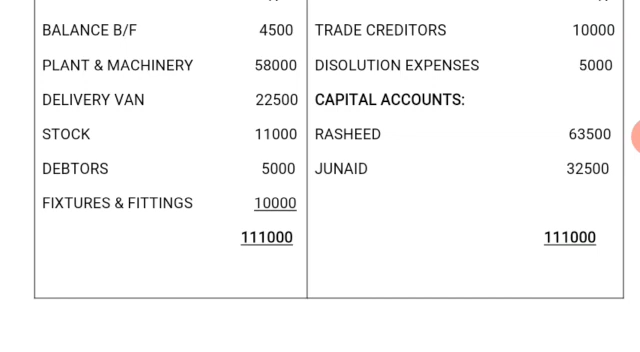 BALANCE B/F 4500 TRADE CREDITORS 10000
PLANT & MACHINERY 58000 DISOLUTION EXPENSES 5000
DELIVERY VAN 22500 CAPITAL ACCOUNTS:
STOCK 11000 RASHEED 63500
DEBTORS 5000 JUNAID 32500
FIXTURES & FITTINGS 10000
111000 111000